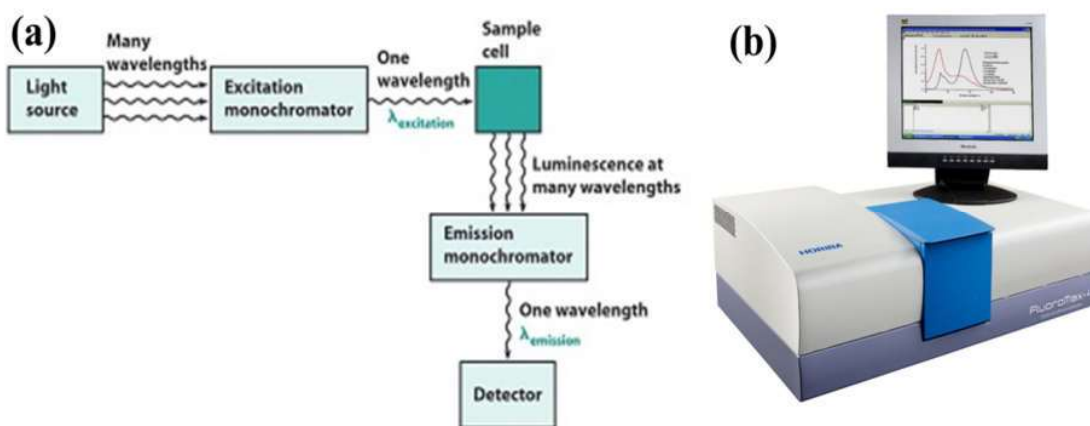 (a)
Many
wavelengths
Light
source
Excitation
monochromator
One
wavelength
λexcitation
Sample
cell
Luminescence at
many wavelengths
Emission
monochromator
One wavelength
λemission
Detector
(b)
HORIBA